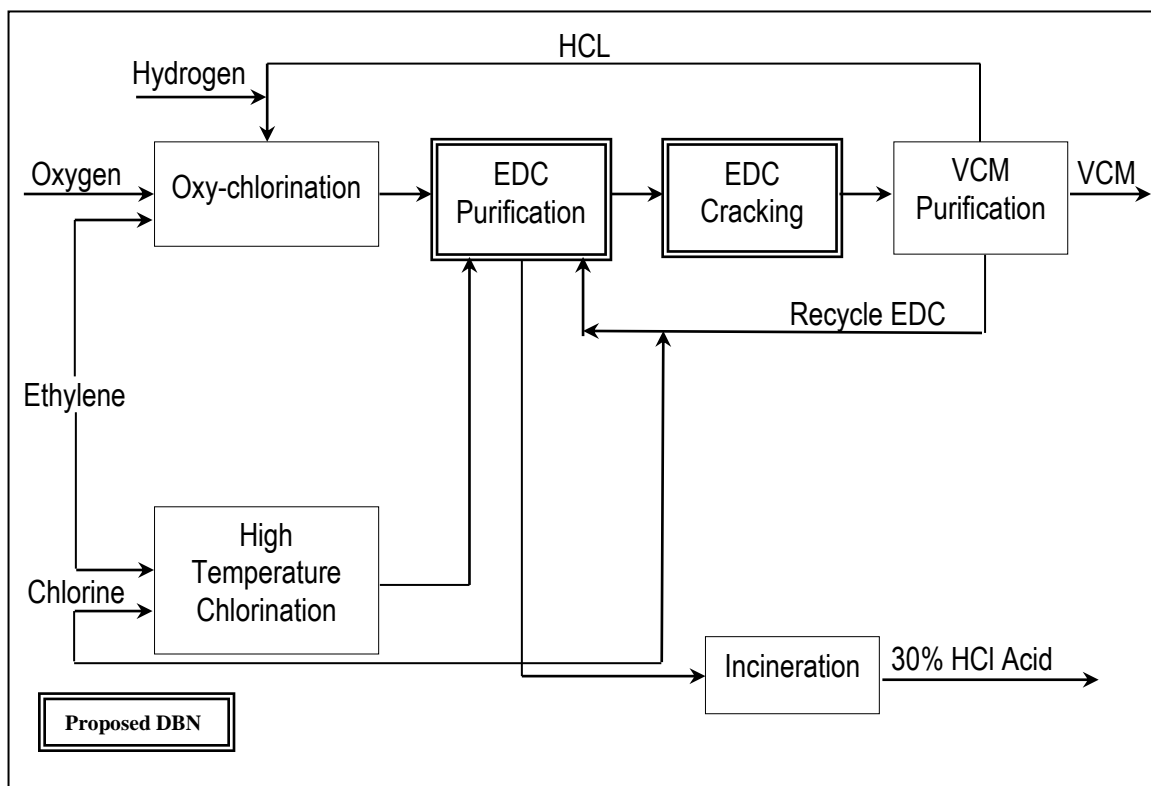 HCL
Hydrogen
Oxygen
Oxy-chlorination
EDC
Purification
EDC
Cracking
VCM
Purification
VCM
Recycle EDC
Ethylene
High
Temperature
Chlorination
Chlorine
Incineration
30% HCl Acid
Proposed DBN